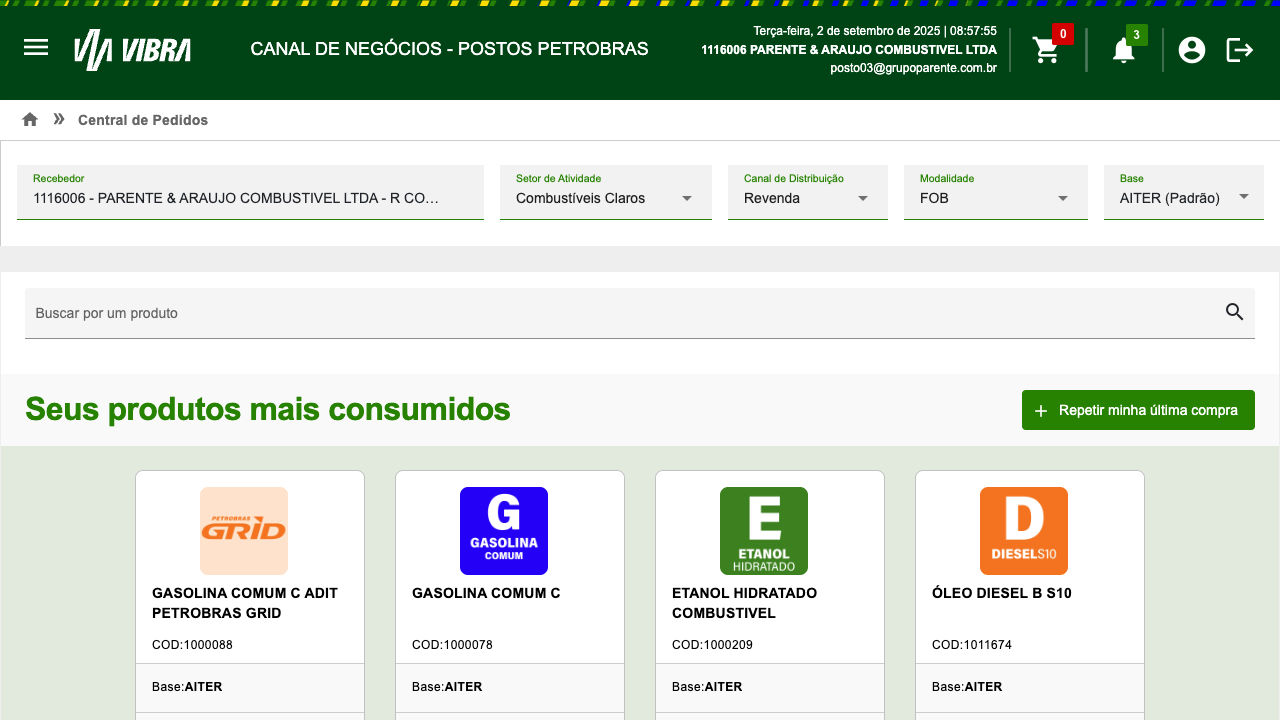 VIBRA
CANAL DE NEGÓCIOS - POSTOS PETROBRAS
Terça-feira, 2 de setembro de 2025 | 08:57:55
1116006 PARENTE & ARAUJO COMBUSTIVEL LTDA
posto03@grupoparente.com.br
0
3
Central de Pedidos
Recebedor
1116006 - PARENTE & ARAUJO COMBUSTIVEL LTDA - R CO…
Setor de Atividade
Combustíveis Claros
Canal de Distribuição
Revenda
Modalidade
FOB
Base
AITER (Padrão)
Buscar por um produto
Seus produtos mais consumidos
Repetir minha última compra
PETROBRAS
GRID
GASOLINA COMUM C ADIT
PETROBRAS GRID
COD:1000088
Base:AITER
G
GASOLINA
COMUM
GASOLINA COMUM C
COD:1000078
Base:AITER
E
ETANOL
HIDRATADO
ETANOL HIDRATADO
COMBUSTIVEL
COD:1000209
Base:AITER
D
DIESELS10
ÓLEO DIESEL B S10
COD:1011674
Base:AITER